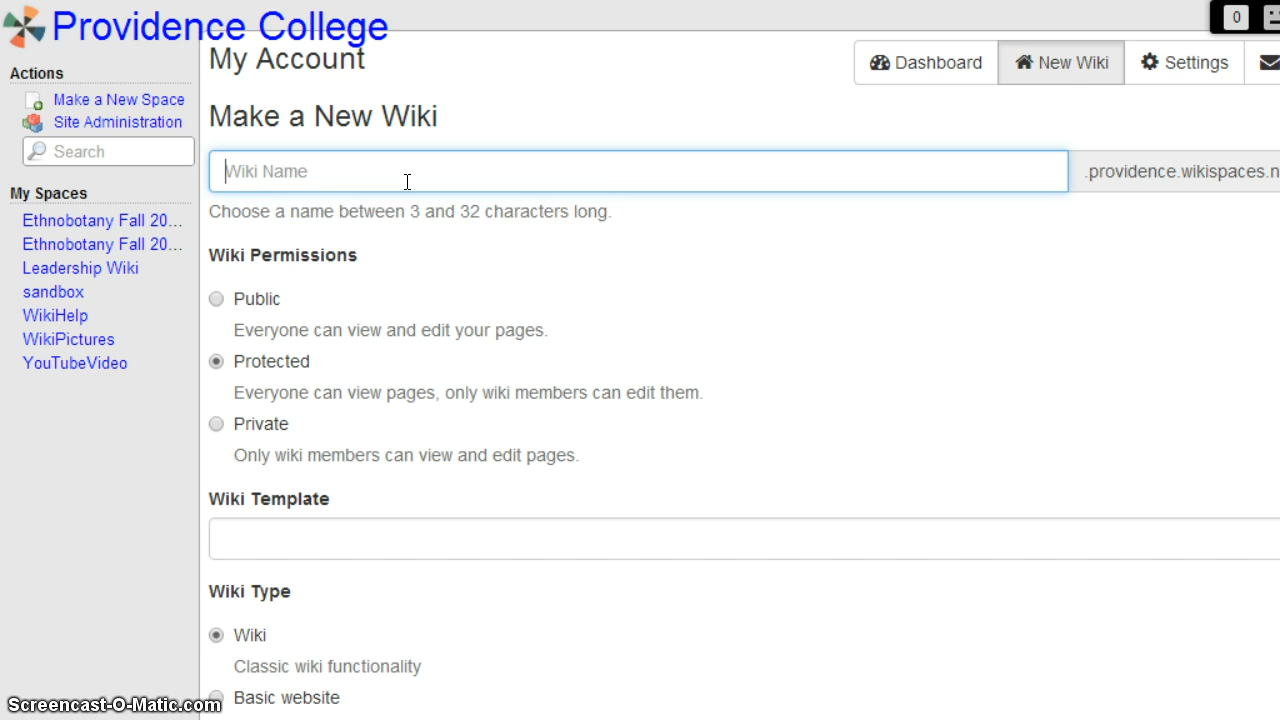 Providence College
0
My Account
Dashboard
New Wiki
Settings
Actions
Make a New Space
Site Administration
Search
My Spaces
Ethnobotany Fall 20...
Ethnobotany Fall 20...
Leadership Wiki
sandbox
WikiHelp
WikiPictures
YouTubeVideo
Make a New Wiki
Wiki Name
.providence.wikispaces.n
Choose a name between 3 and 32 characters long.
Wiki Permissions
Public
Everyone can view and edit your pages.
Protected
Everyone can view pages, only wiki members can edit them.
Private
Only wiki members can view and edit pages.
Wiki Template
Wiki Type
Wiki
Classic wiki functionality
Basic website
Screencast-O-Matic.com